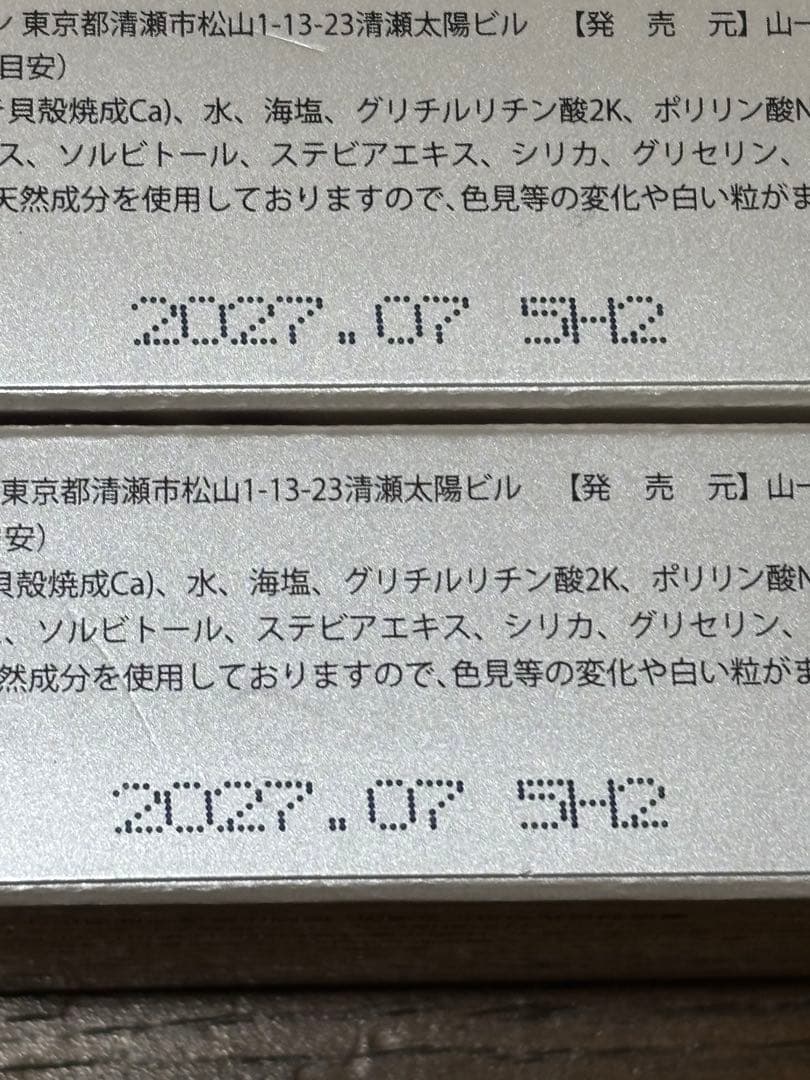 東京都清瀬市松山1-13-23清瀬太陽ビル 【発 売 元】山一
目安）
貝殻焼成Ca)、水、海塩、グリチルリチン酸2K、ポリリン酸N
ス、ソルビトール、ステビアエキス、シリカ、グリセリン、
天然成分を使用しておりますので､色見等の変化や白い粒がま
2027.07 5H2
東京都清瀬市松山1-13-23清瀬太陽ビル 【発 売 元】山一
安）
貝殻焼成Ca)、水、海塩、グリチルリチン酸2K、ポリリン酸N
、ソルビトール、ステビアエキス、シリカ、グリセリン、
然成分を使用しておりますので､色見等の変化や白い粒がま
2027.07 5H2